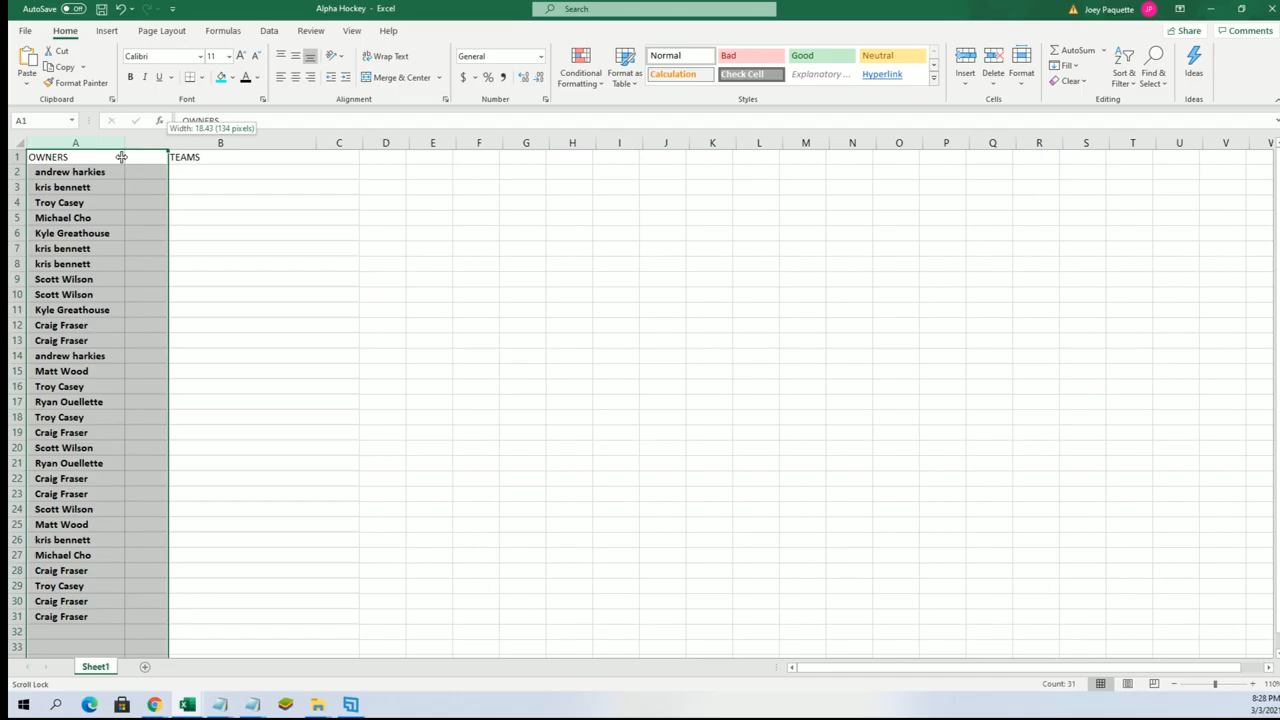 AutoSave Off Alpha Hockey - Excel Search Joey Paquette JP
File Home Insert Page Layout Formulas Data Review View Help Share Comments
Cut Calibri 11 Wrap Text General Normal Bad Good Neutral AutoSum
Paste Copy Format Painter B I U Merge & Center $ % Conditional Formatting Format as Table Calculation Check Cell Explanatory ... Hyperlink Insert Delete Format Fill Clear Sort & Filter Find & Select Ideas
Clipboard Font Alignment Number Styles Cells Editing Ideas
A1 fx OWNERS
Width: 18.43 (134 pixels)
A B C D E F G H I J K L M N O P Q R S T U V W
1 OWNERS TEAMS
2 andrew harkies
3 kris bennett
4 Troy Casey
5 Michael Cho
6 Kyle Greathouse
7 kris bennett
8 kris bennett
9 Scott Wilson
10 Scott Wilson
11 Kyle Greathouse
12 Craig Fraser
13 Craig Fraser
14 andrew harkies
15 Matt Wood
16 Troy Casey
17 Ryan Ouellette
18 Troy Casey
19 Craig Fraser
20 Scott Wilson
21 Ryan Ouellette
22 Craig Fraser
23 Craig Fraser
24 Scott Wilson
25 Matt Wood
26 kris bennett
27 Michael Cho
28 Craig Fraser
29 Troy Casey
30 Craig Fraser
31 Craig Fraser
32
33
Sheet1
Scroll Lock Count: 31 110%
8:28 PM
3/3/2021